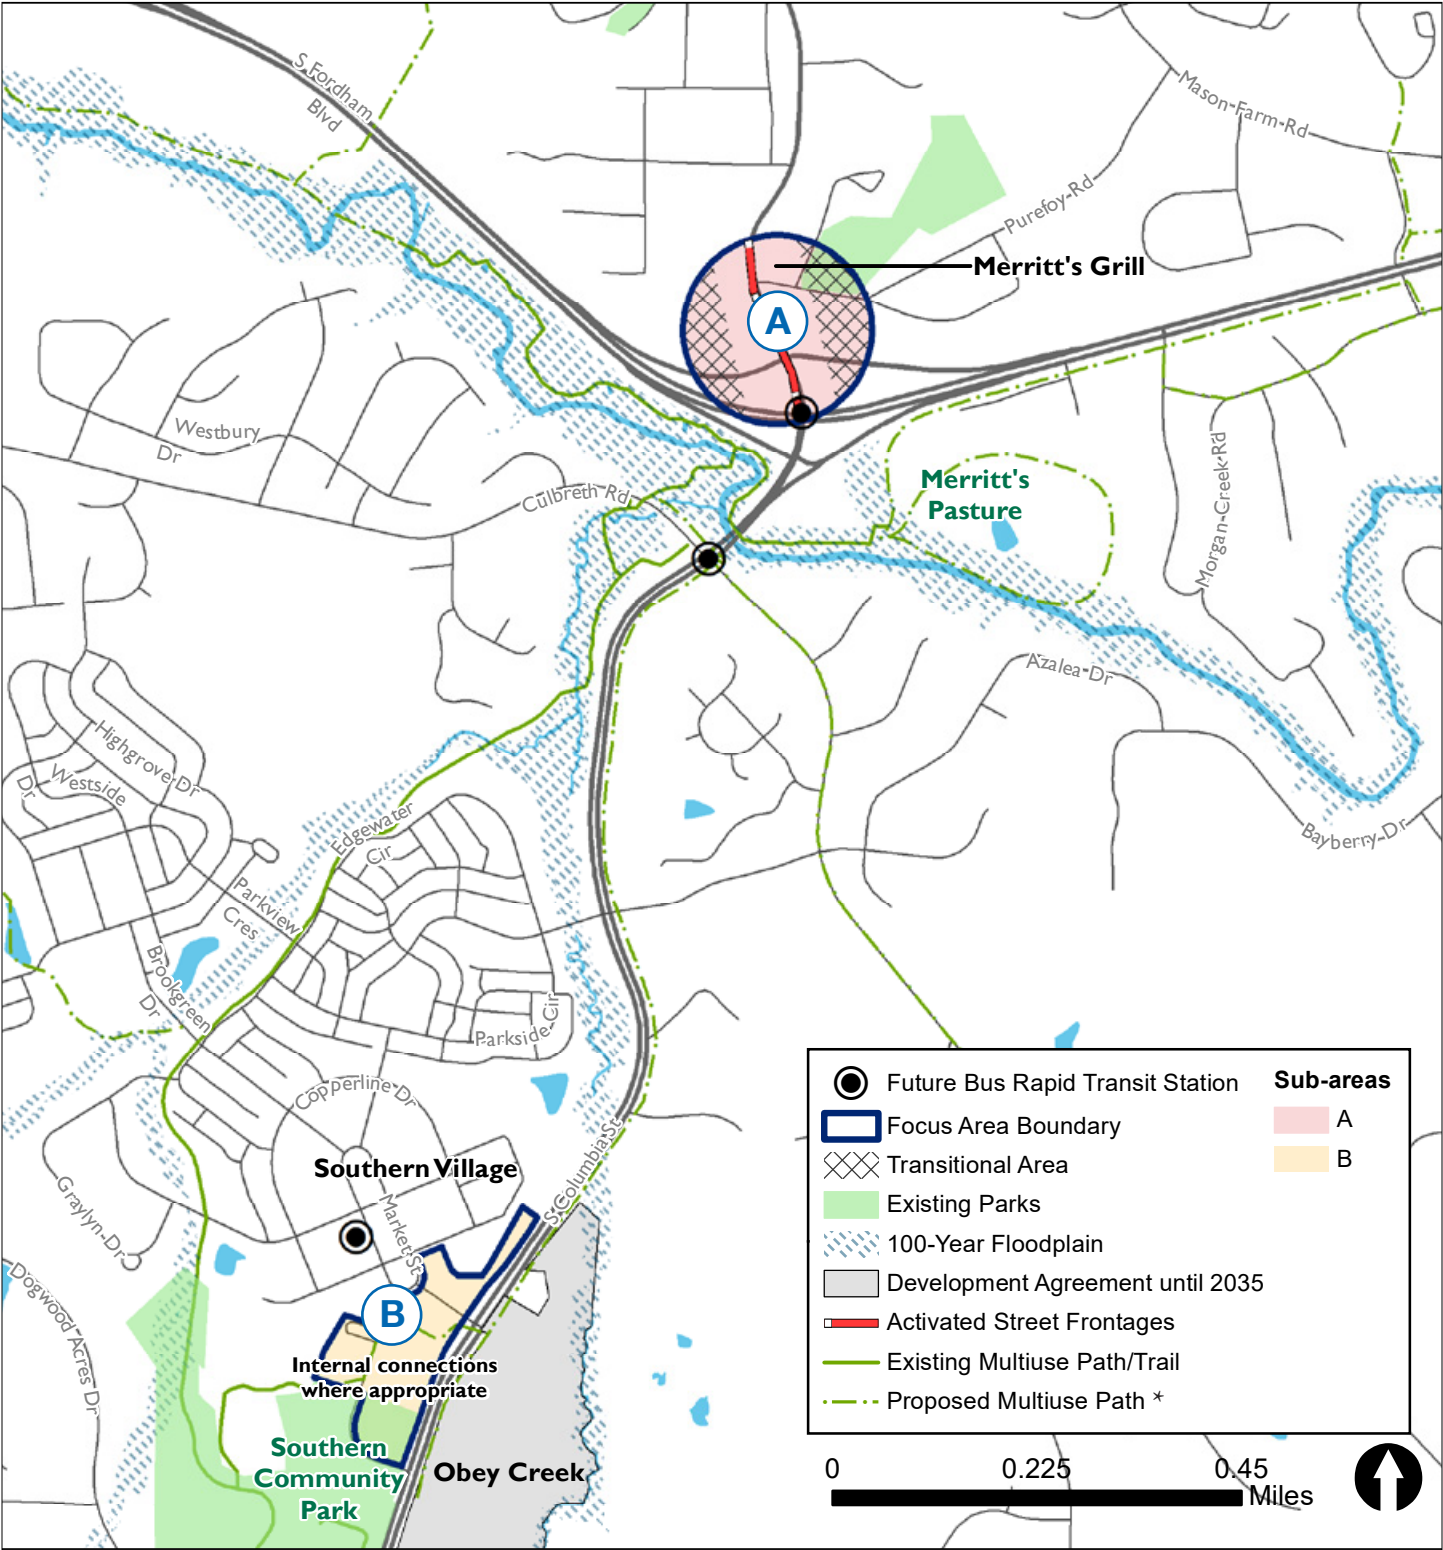 S Fordham
Blvd
Mason-Farm-Rd
Purefoy-Rd
Merritt's Grill
A
Westbury
Dr
Culbreth Rd
Merritt's
Pasture
Morgan-Creek-Rd
Azalea-Dr
Highgrove-Dr
Westside
Dr
Edgewater
Cir
Bayberry-Dr
Parkview
Cres
Brookgreen
Dr
Parkside-Cir
Copperline Dr
Southern Village
Market-St
S Columbia-St
Graylyn-Dr
Dogwood Acres Dr
B
Internal connections
where appropriate
Southern
Community
Park
Obey Creek
Future Bus Rapid Transit Station
Focus Area Boundary
Transitional Area
Existing Parks
100-Year Floodplain
Development Agreement until 2035
Activated Street Frontages
Existing Multiuse Path/Trail
Proposed Multiuse Path *
Sub-areas
A
B
0 0.225 0.45
Miles